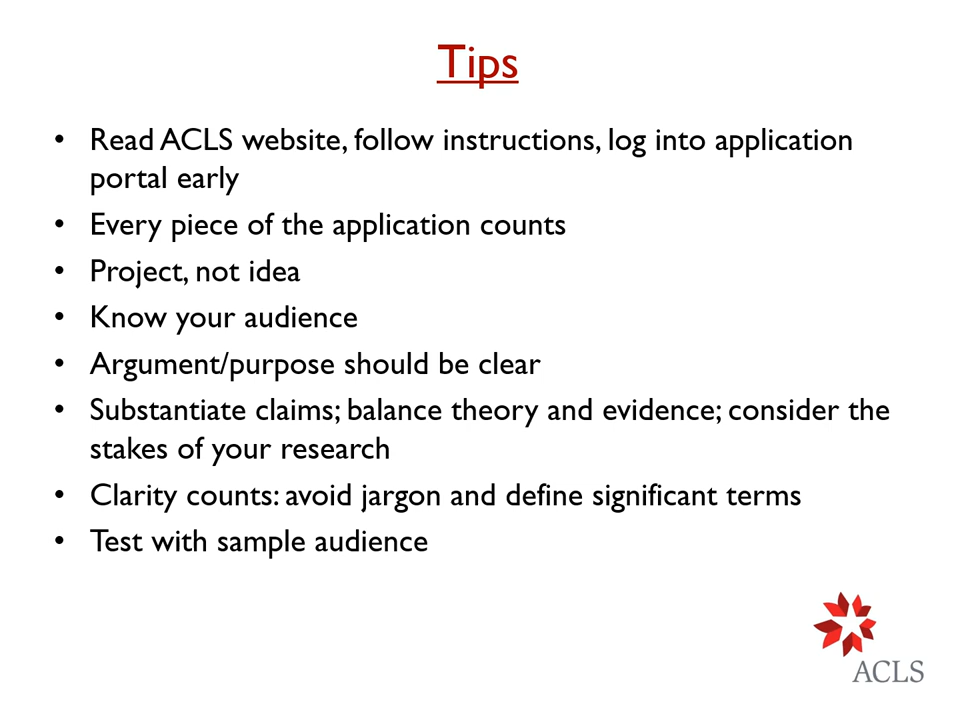 Tips
• Read ACLS website, follow instructions, log into application
portal early
• Every piece of the application counts
• Project, not idea
• Know your audience
• Argument/purpose should be clear
• Substantiate claims; balance theory and evidence; consider the
stakes of your research
• Clarity counts: avoid jargon and define significant terms
• Test with sample audience
ACLS